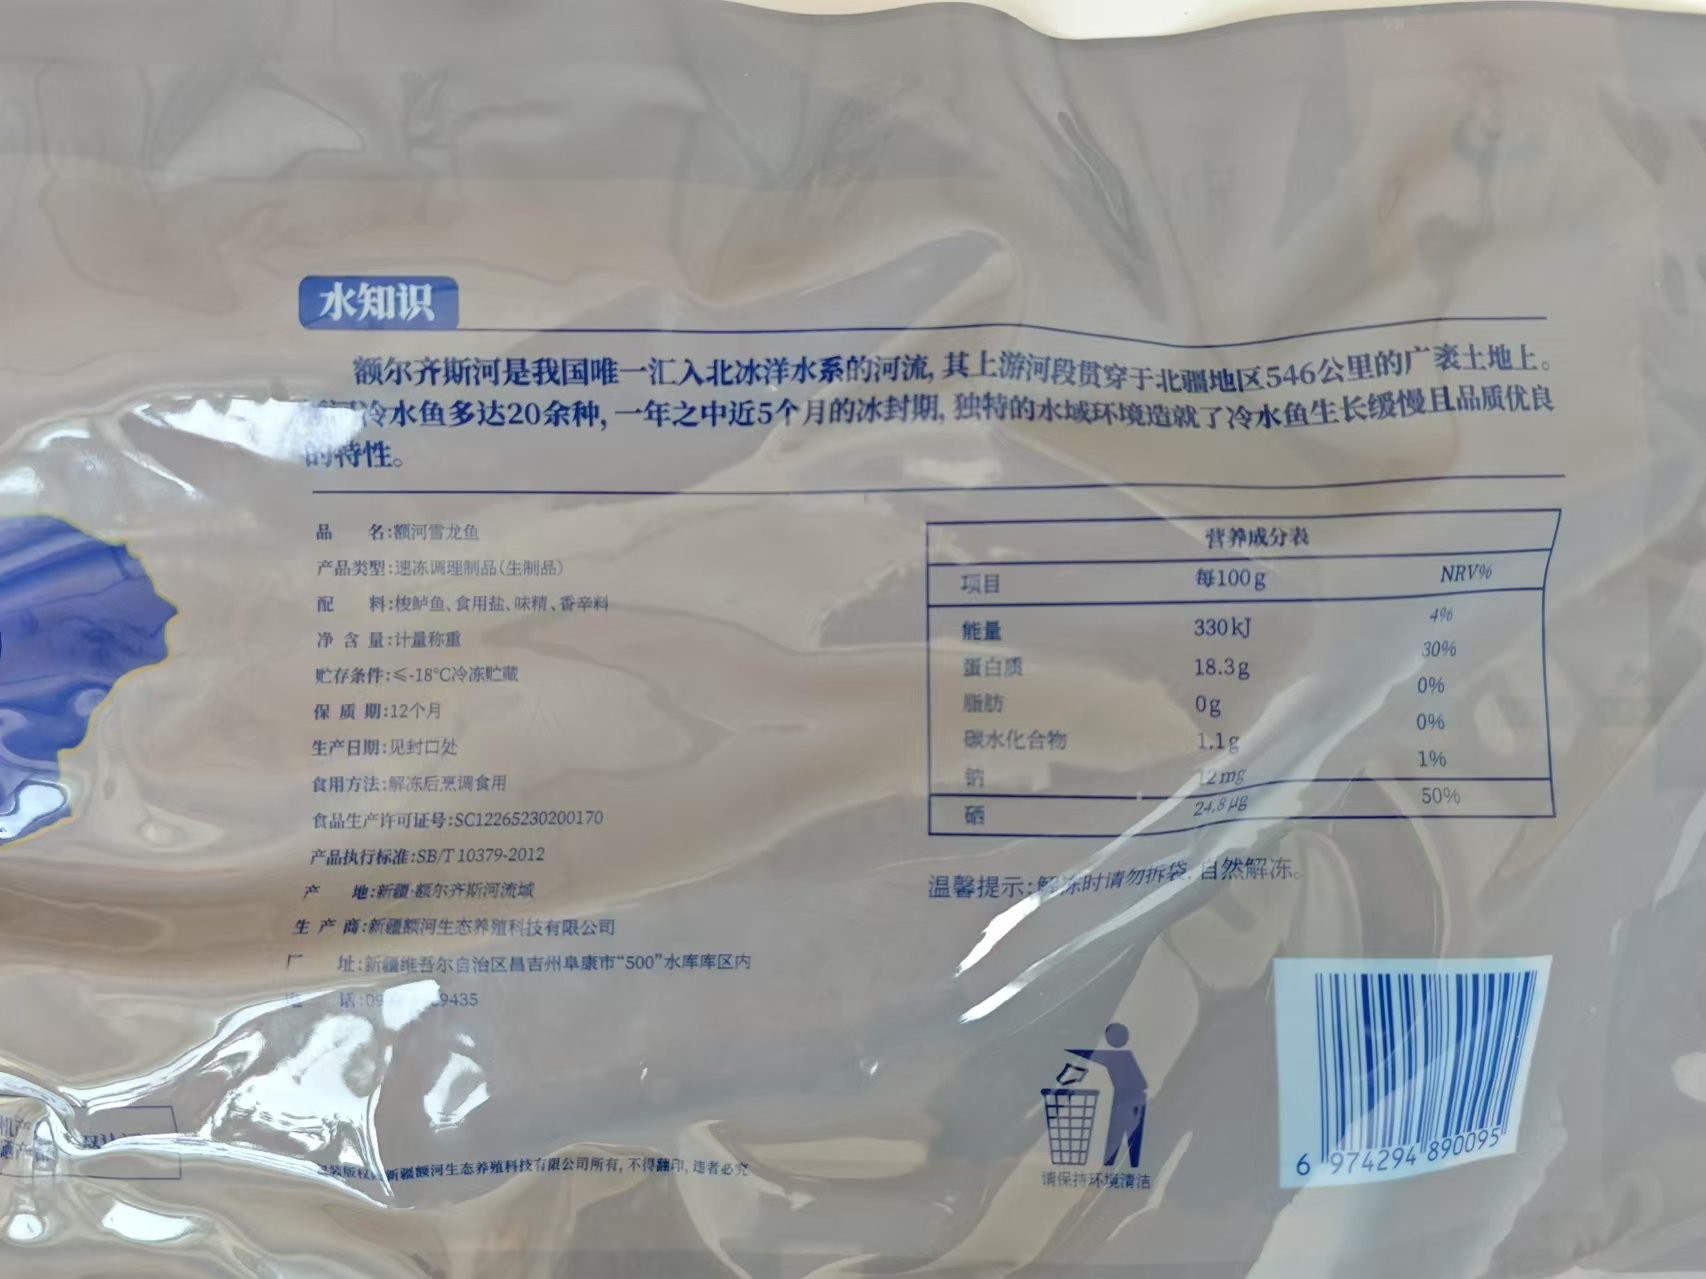 水知识
额尔齐斯河是我国唯一汇入北冰洋水系的河流,其上游河段贯穿于北疆地区546公里的广袤土地上。
冷水鱼多达20余种,一年之中近5个月的冰封期,独特的水域环境造就了冷水鱼生长缓慢且品质优良
的特性。
品 名:额河雪龙鱼
产品类型:速冻调理制品(生制品)
配 料:梭鲈鱼、食用盐、味精、香辛料
净 含 量:计量称重
贮存条件:≤-18°C冷冻贮藏
保 质 期:12个月
生产日期:见封口处
食用方法:解冻后烹调食用
食品生产许可证号:SC12265230200170
产品执行标准:SB/T 10379-2012
产 地:新疆·额尔齐斯河流域
生 产 商:新疆额河生态养殖科技有限公司
厂 址:新疆维吾尔自治区昌吉州阜康市“500”水库库区内
话:09 9435
营养成分表
项目 每100g NRV%
能量 330kJ 4%
蛋白质 18.3g 30%
脂肪 0g 0%
碳水化合物 1.1g 0%
钠 12mg 1%
硒 24.8μg 50%
温馨提示:解冻时请勿拆袋,自然解冻。
请保持环境清洁
6 974294 890095
装版权 新疆额河生态养殖科技有限公司所有,不得翻印,违者必究